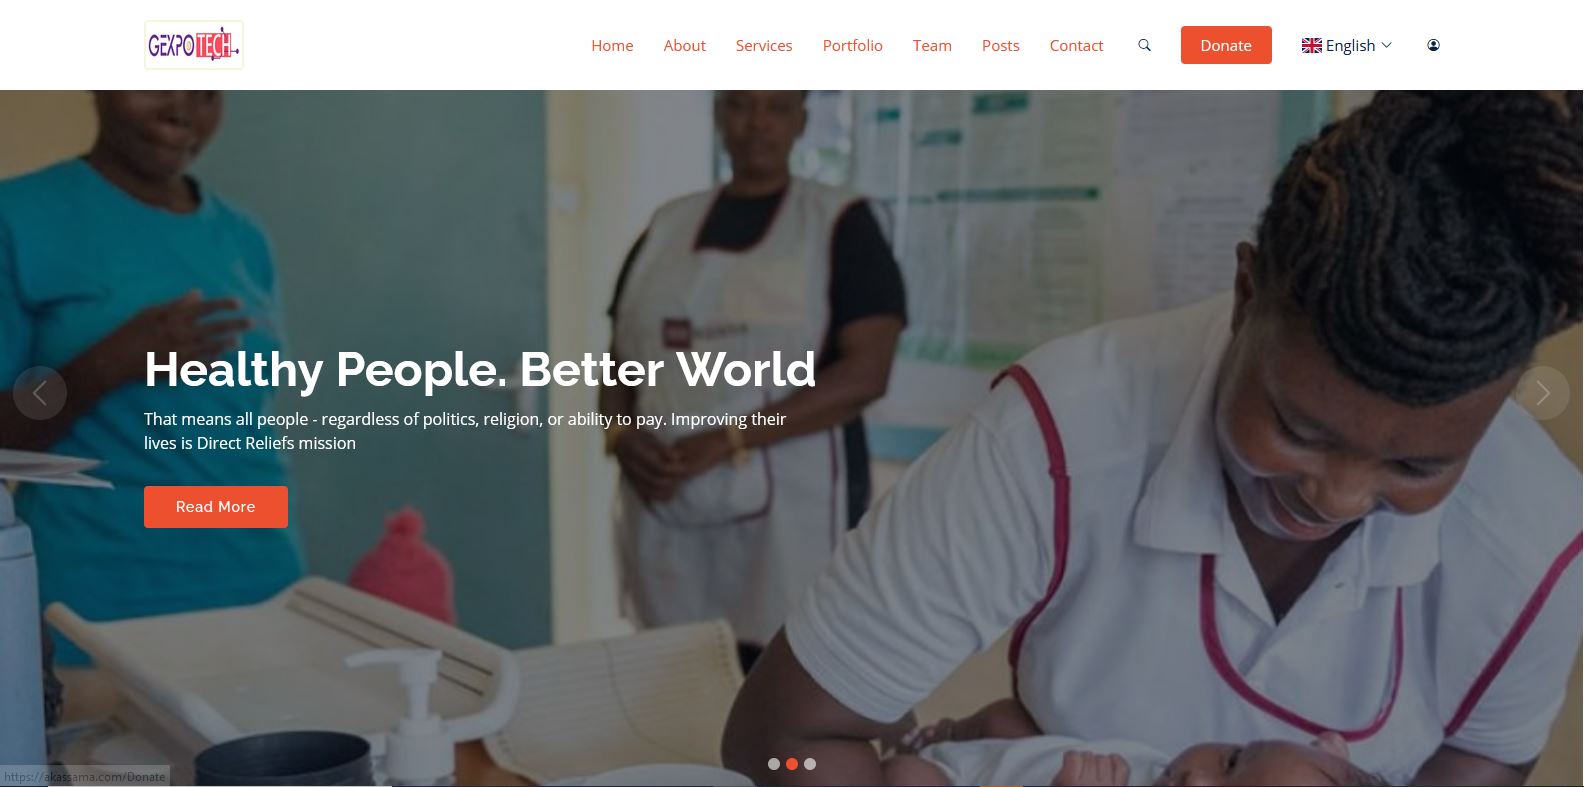 GEXPOTECH
Home About Services Portfolio Team Posts Contact Donate English
Healthy People. Better World
That means all people - regardless of politics, religion, or ability to pay. Improving their
lives is Direct Reliefs mission
Read More
https://akassama.com/Donate